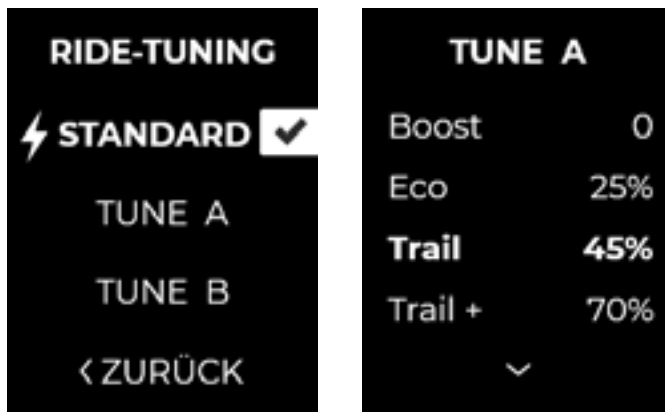 RIDE-TUNING
STANDARD
TUNE A
TUNE B
ZURÜCK
TUNE A
Boost 0
Eco 25%
Trail 45%
Trail + 70%